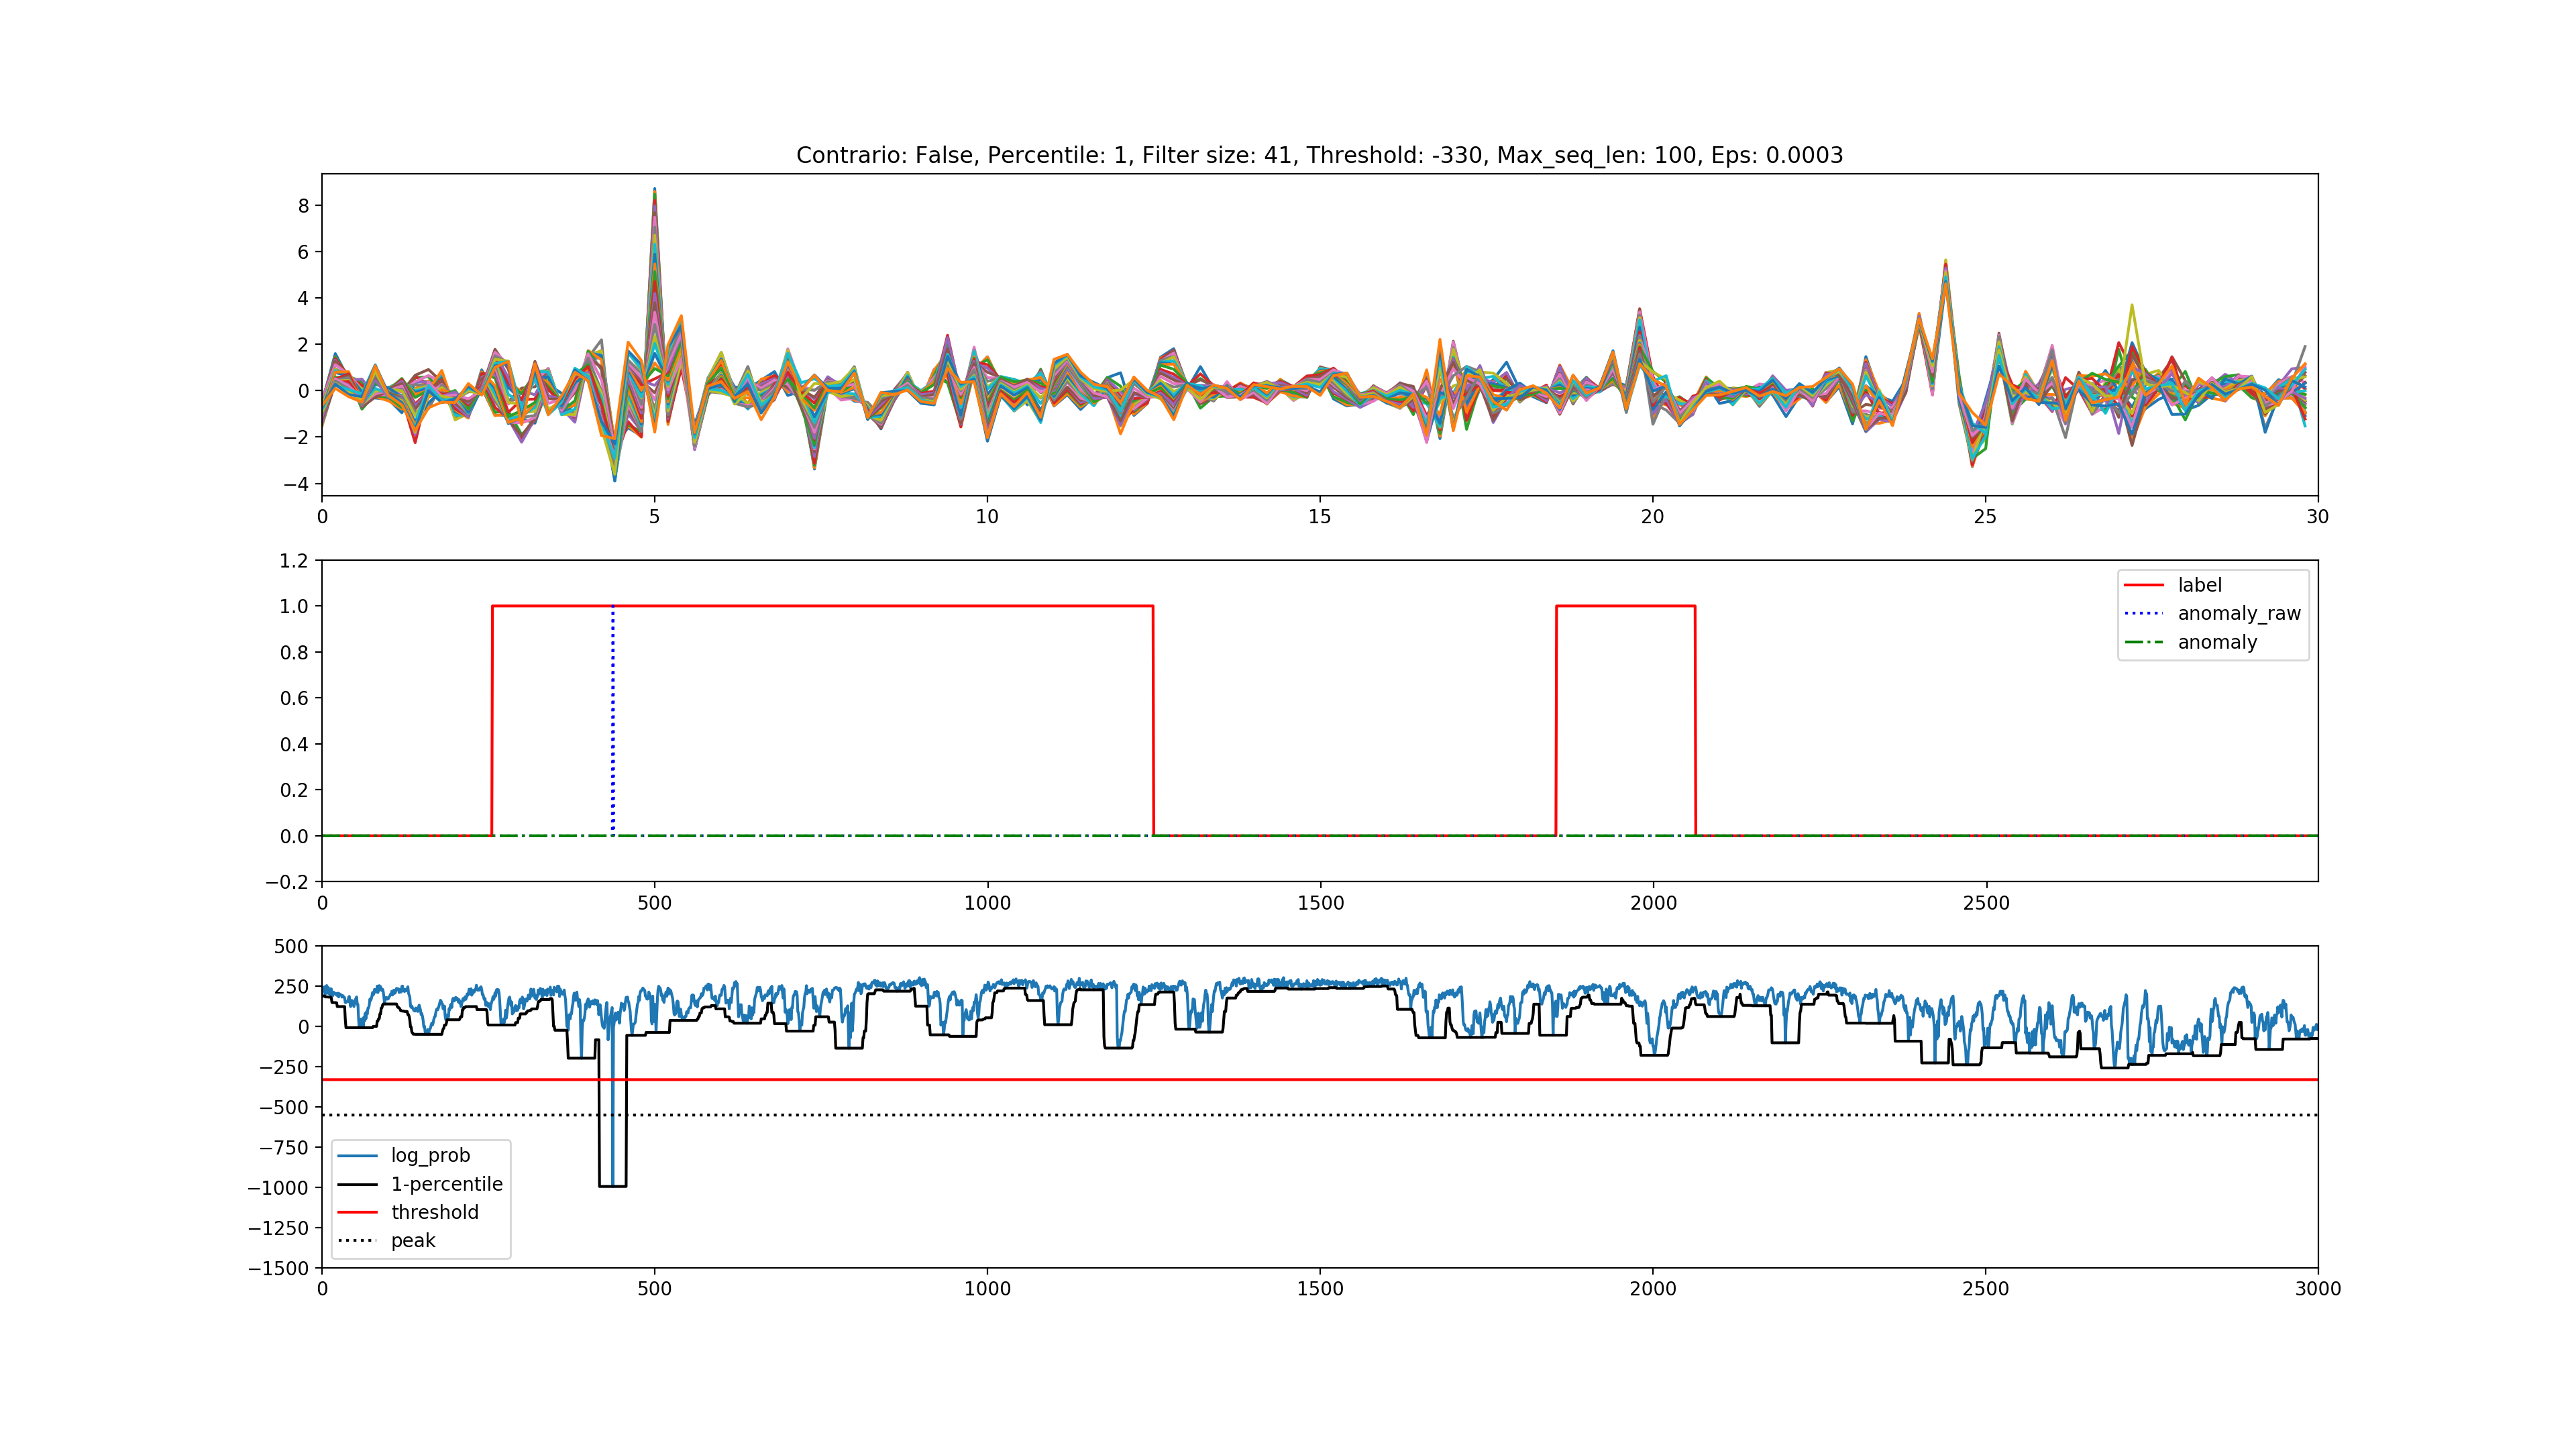 Contrario: False, Percentile: 1, Filter size: 41, Threshold: -330, Max_seq_len: 100, Eps: 0.0003
8
6
4
2
0
−2
−4
0 5 10 15 20 25 30
1.2
1.0
0.8
0.6
0.4
0.2
0.0
−0.2
label
anomaly_raw
anomaly
0 500 1000 1500 2000 2500
500
250
0
−250
−500
−750
−1000
−1250
−1500
log_prob
1-percentile
threshold
peak
0 500 1000 1500 2000 2500 3000